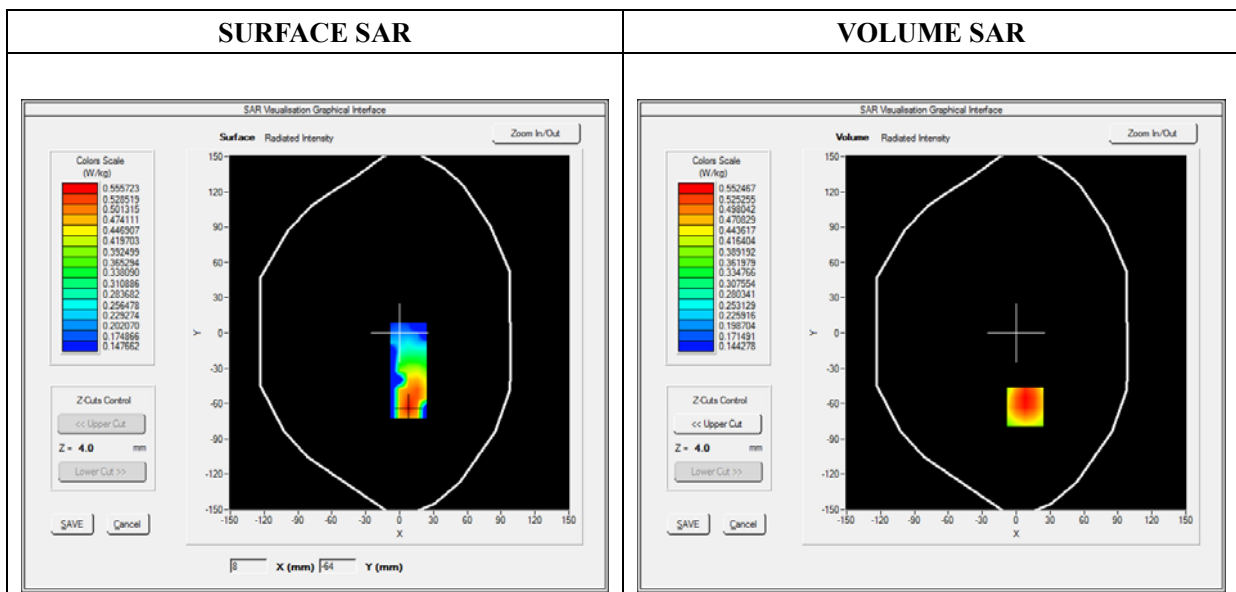 SURFACE SAR
VOLUME SAR
SAR Visualisation Graphical Interface
Surface Radiated Intensity
Zoom In/Out
Colors Scale
(W/kg)
0.555723
0.528519
0.501315
0.474111
0.446907
0.419703
0.392499
0.365294
0.338090
0.310886
0.283682
0.256478
0.229274
0.202070
0.174866
0.147662
Z-Cuts Control
<< Upper Cut
Z = 4.0 mm
Lower Cut >>
SAVE Cancel
150
120
90
60
30
0
-30
-60
-90
-120
-150
Y
-150 -120 -90 -60 -30 0 30 60 90 120 150
X
8 X (mm) -64 Y (mm)
SAR Visualisation Graphical Interface
Volume Radiated Intensity
Zoom In/Out
Colors Scale
(W/kg)
0.552467
0.525255
0.498042
0.470829
0.443617
0.416404
0.389192
0.361979
0.334766
0.307554
0.280341
0.253129
0.225916
0.198704
0.171491
0.144278
Z-Cuts Control
<< Upper Cut
Z = 4.0 mm
Lower Cut >>
SAVE Cancel
150
120
90
60
30
0
-30
-60
-90
-120
-150
Y
-150 -120 -90 -60 -30 0 30 60 90 120 150
X